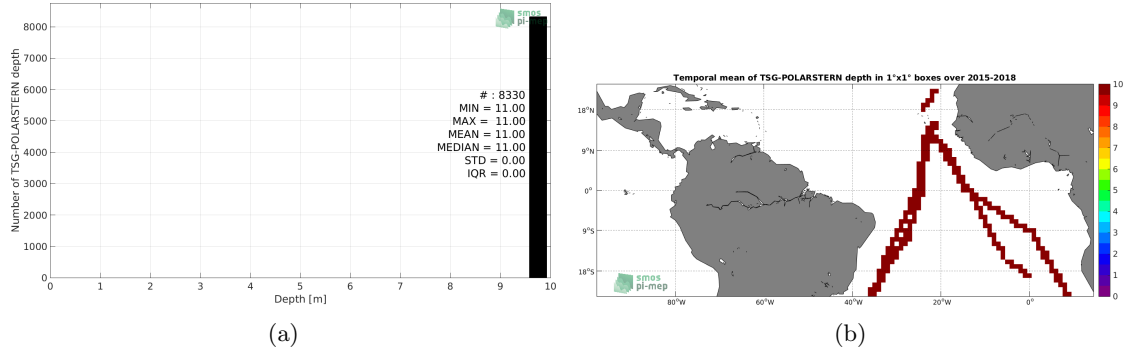 smos
pi-mep
Number of TSG-POLARSTERN depth
8000
7000
6000
5000
4000
3000
2000
1000
0
# : 8330
MIN = 11.00
MAX = 11.00
MEAN = 11.00
MEDIAN = 11.00
STD = 0.00
IQR = 0.00
0 1 2 3 4 5 6 7 8 9 10
Depth [m]
(a)
Temporal mean of TSG-POLARSTERN depth in 1°x1° boxes over 2015-2018
18°N
9°N
0°
9°S
18°S
80°W 60°W 40°W 20°W 0°
10
9
8
7
6
5
4
3
2
1
0
smos
pi-mep
(b)